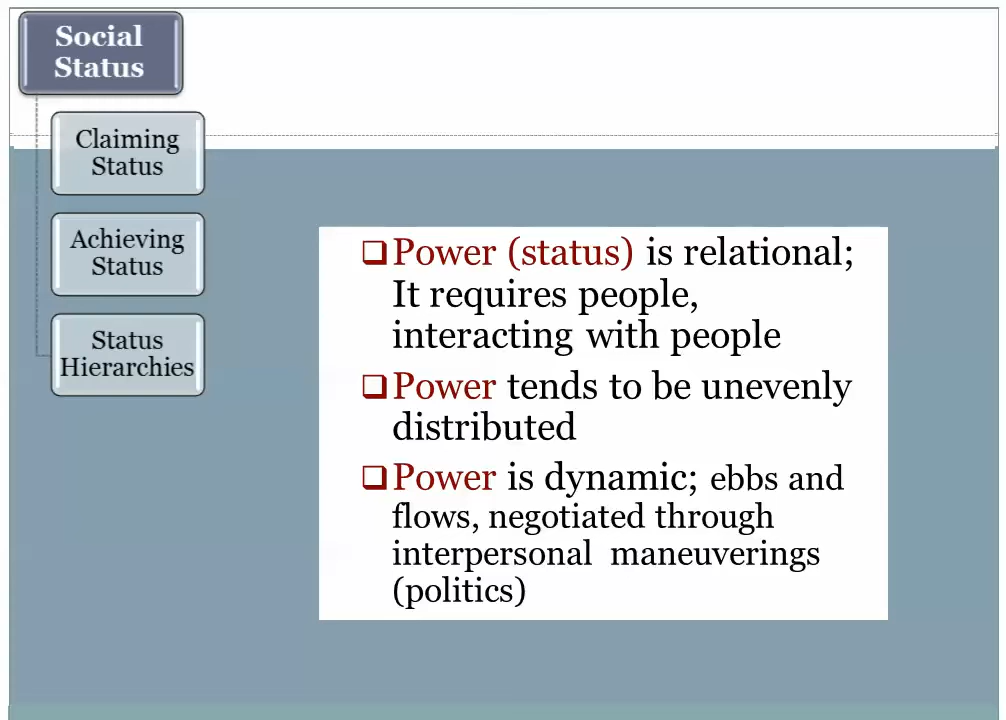 Social
Status
Claiming
Status
Achieving
Status
Status
Hierarchies
Power (status) is relational;
It requires people,
interacting with people
Power tends to be unevenly
distributed
Power is dynamic; ebbs and
flows, negotiated through
interpersonal maneuverings
(politics)